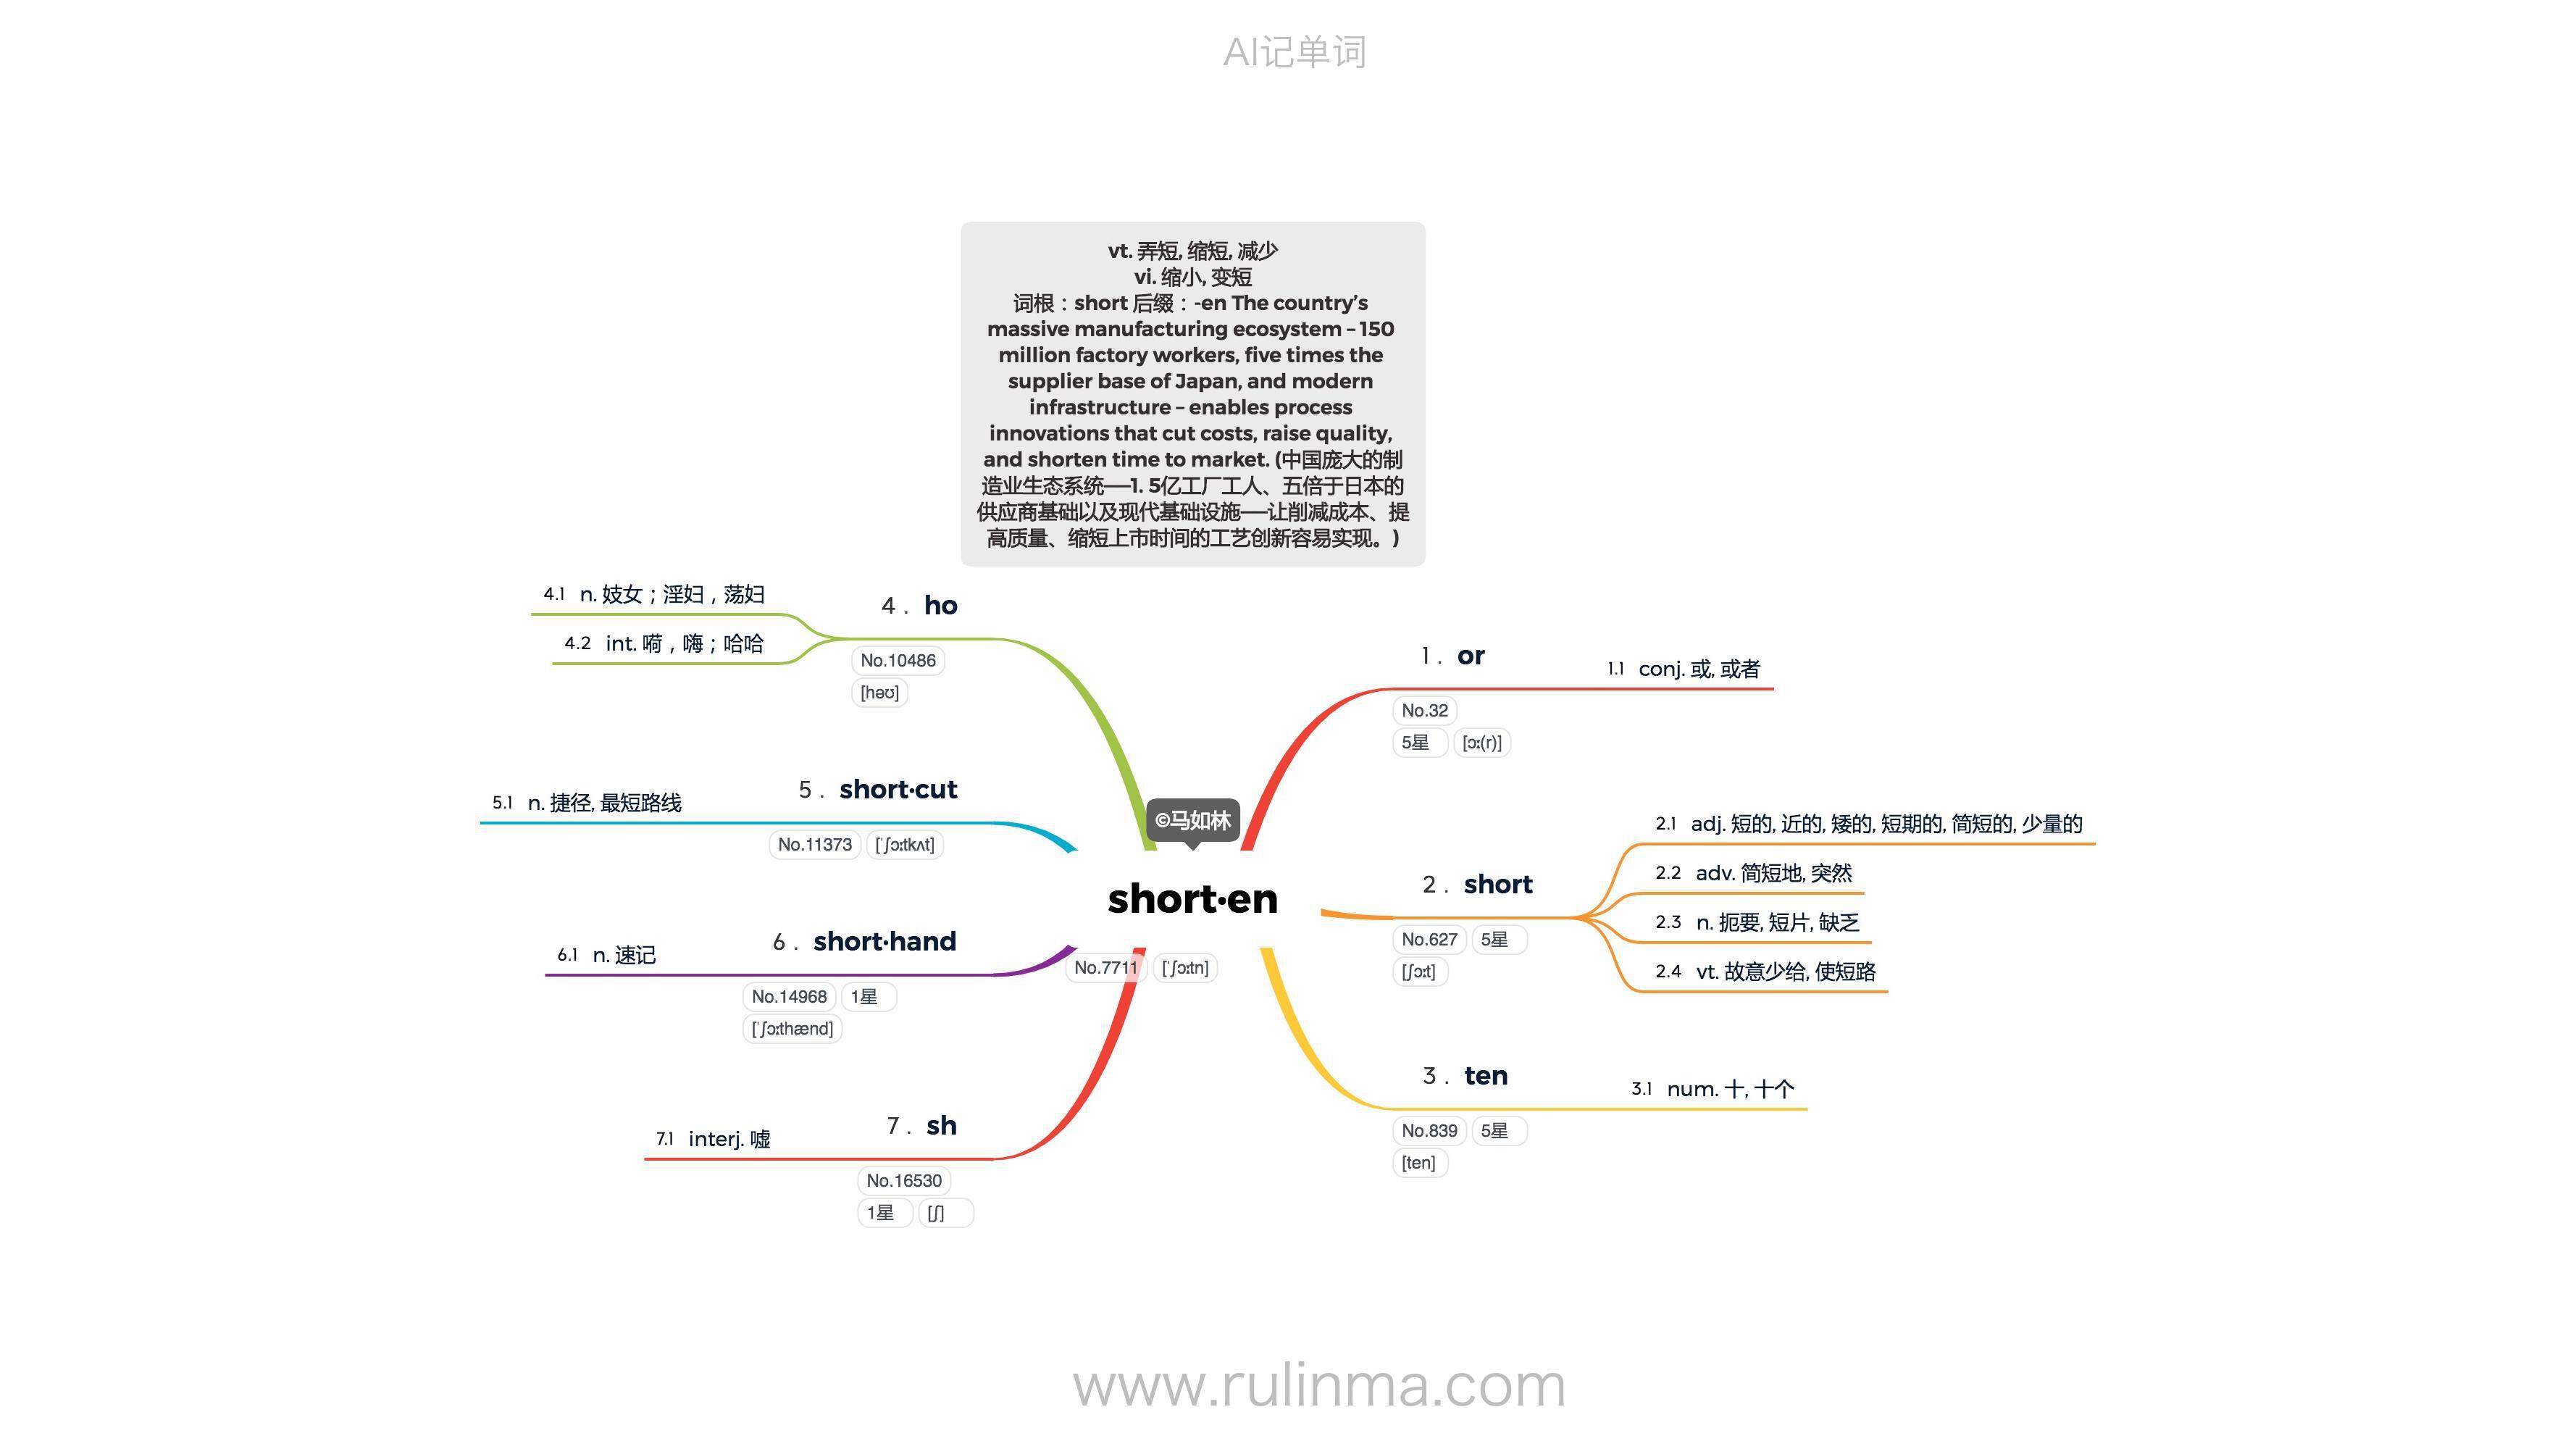 AI记单词
vt. 弄短, 缩短, 减少
vi. 缩小, 变短
词根：short 后缀：-en The country’s
massive manufacturing ecosystem – 150
million factory workers, five times the
supplier base of Japan, and modern
infrastructure – enables process
innovations that cut costs, raise quality,
and shorten time to market. (中国庞大的制
造业生态系统——1. 5亿工厂工人、五倍于日本的
供应商基础以及现代基础设施——让削减成本、提
高质量、缩短上市时间的工艺创新容易实现。)
©马如林
short·en
No.7711 [ˈʃɔːtn]
1 . or
No.32
5星 [ɔː(r)]
1.1 conj. 或, 或者
2 . short
No.627 5星
[ʃɔːt]
2.1 adj. 短的, 近的, 矮的, 短期的, 简短的, 少量的
2.2 adv. 简短地, 突然
2.3 n. 扼要, 短片, 缺乏
2.4 vt. 故意少给, 使短路
3 . ten
No.839 5星
[ten]
3.1 num. 十, 十个
4 . ho
No.10486
[həʊ]
4.1 n. 妓女；淫妇，荡妇
4.2 int. 嗬，嗨；哈哈
5 . short·cut
No.11373 [ˈʃɔːtkʌt]
5.1 n. 捷径, 最短路线
6 . short·hand
No.14968 1星
[ˈʃɔːthænd]
6.1 n. 速记
7 . sh
No.16530
1星 [ʃ]
7.1 interj. 嘘
www.rulinma.com